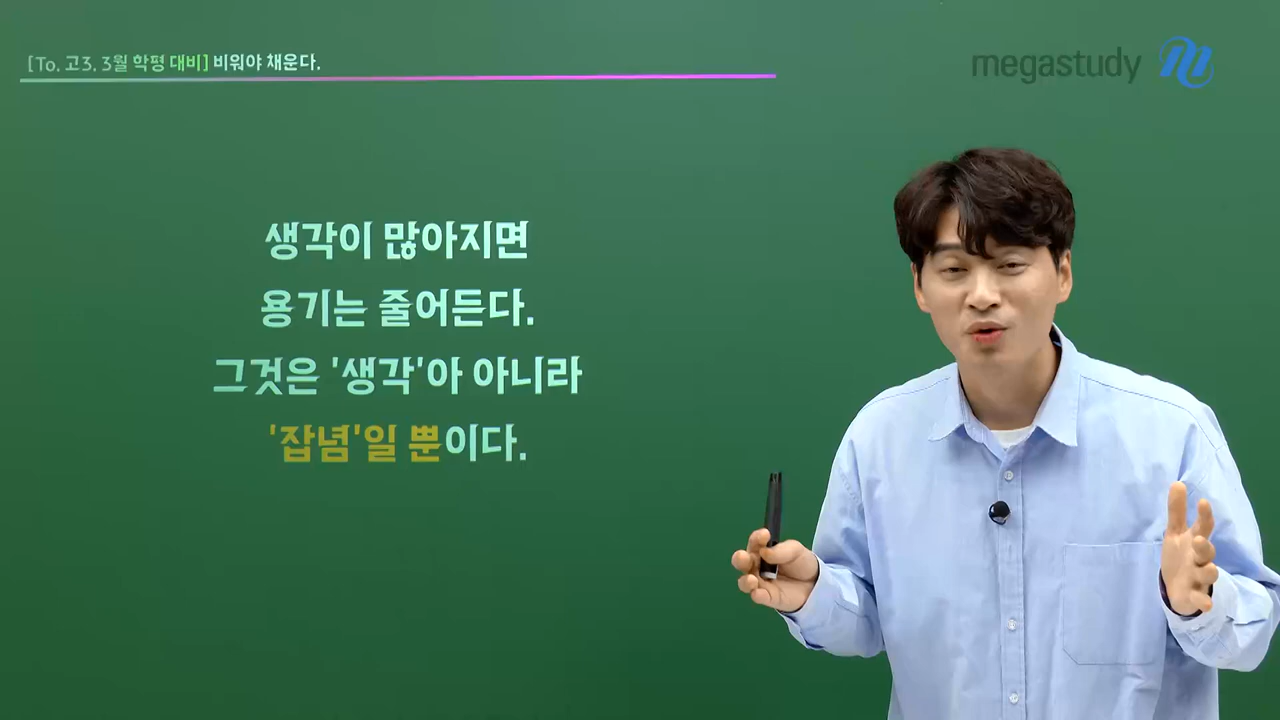 [To. 고3. 3월 학평 대비] 비워야 채운다.
megastudy
생각이 많아지면
용기는 줄어든다.
그것은 '생각'아 아니라
'잡념'일 뿐이다.